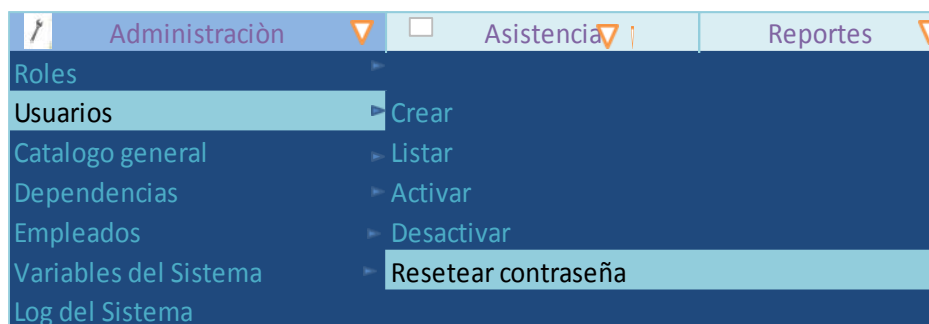 Administraciòn Asistencia Reportes
Roles
Usuarios Crear
Catalogo general Listar
Dependencias Activar
Empleados Desactivar
Variables del Sistema Resetear contraseña
Log del Sistema